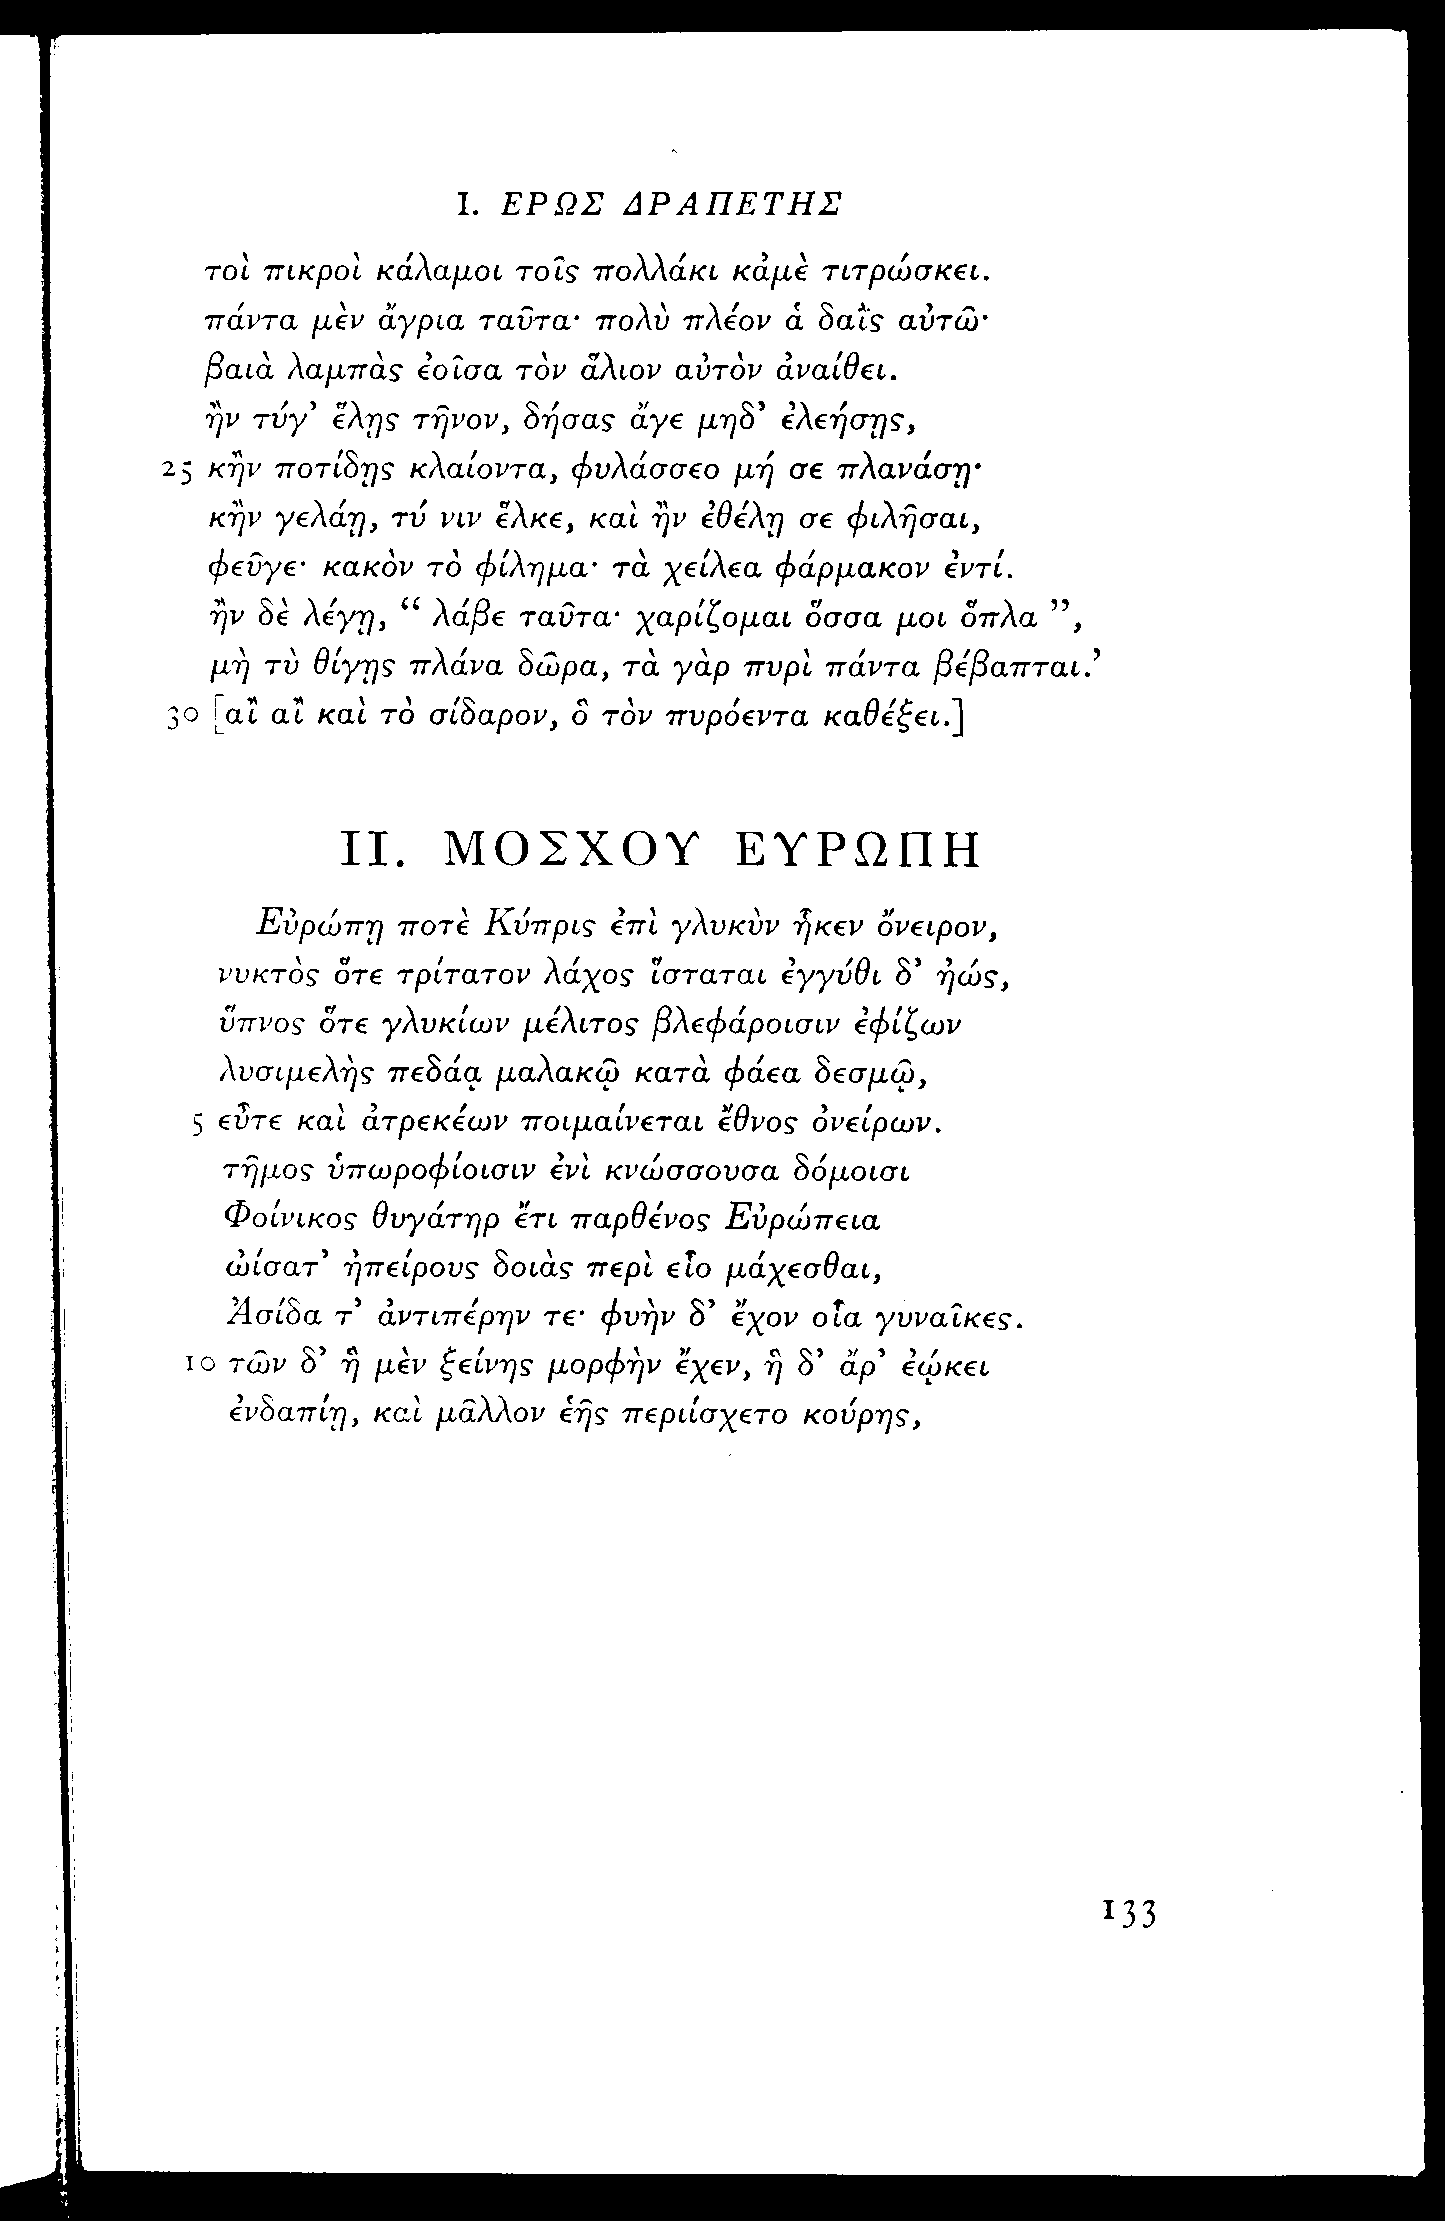 I. ΕΡΩΣ ΔΡΑΠΕΤΗΣ
τοὶ πικροὶ κάλαμοι τοῖς πολλάκι κἀμὲ τιτρώσκει.
πάντα μὲν ἄγρια ταῦτα· πολὺ πλέον ἁ δαῒς αὐτῶ·
βαιὰ λαμπὰς ἐοῖσα τὸν ἅλιον αὐτὸν ἀναίθει.
ἢν τύγ’ ἕλῃς τῆνον, δήσας ἄγε μηδ’ ἐλεήσῃς,
25 κἢν ποτίδῃς κλαίοντα, φυλάσσεο μή σε πλανάσῃ·
κἢν γελάῃ, τύ νιν ἕλκε, καὶ ἢν ἐθέλῃ σε φιλῆσαι,
φεῦγε· κακὸν τὸ φίλημα· τὰ χείλεα φάρμακον ἐντί.
ἢν δὲ λέγῃ, “ λάβε ταῦτα· χαρίζομαι ὅσσα μοι ὅπλα ”,
μὴ τὺ θίγῃς πλάνα δῶρα, τὰ γὰρ πυρὶ πάντα βέβαπται.’
30 [αἲ αἲ καὶ τὸ σίδαρον, ὃ τὸν πυρόεντα καθέξει.]
II. ΜΟΣΧΟΥ ΕΥΡΩΠΗ
Εὐρώπῃ ποτὲ Κύπρις ἐπὶ γλυκὺν ἧκεν ὄνειρον,
νυκτὸς ὅτε τρίτατον λάχος ἵσταται ἐγγύθι δ’ ἠώς,
ὕπνος ὅτε γλυκίων μέλιτος βλεφάροισιν ἐφίζων
λυσιμελὴς πεδάᾳ μαλακῷ κατὰ φάεα δεσμῷ,
5 εὖτε καὶ ἀτρεκέων ποιμαίνεται ἔθνος ὀνείρων.
τῆμος ὑπωροφίοισιν ἐνὶ κνώσσουσα δόμοισι
Φοίνικος θυγάτηρ ἔτι παρθένος Εὐρώπεια
ὠίσατ’ ἠπείρους δοιὰς περὶ εἷο μάχεσθαι,
Ἀσίδα τ’ ἀντιπέρην τε· φυὴν δ’ ἔχον οἷα γυναῖκες.
10 τῶν δ’ ἣ μὲν ξείνης μορφὴν ἔχεν, ἣ δ’ ἄρ’ ἐῴκει
ἐνδαπίῃ, καὶ μᾶλλον ἑῆς περιίσχετο κούρης,
133